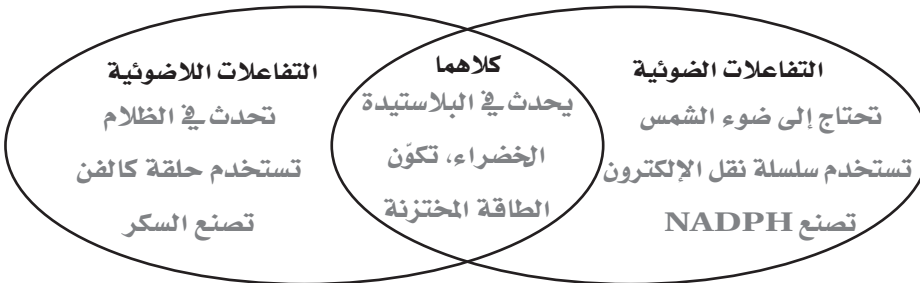 التفاعلات الضوئية
تحتاج إلى ضوء الشمس
تستخدم سلسلة نقل الإلكترون
تصنع NADPH
كلاهما
يحدث في البلاستيدة
الخضراء، تكوّن
الطاقة المختزنة
التفاعلات اللاضوئية
تحدث في الظلام
تستخدم حلقة كالفن
تصنع السكر